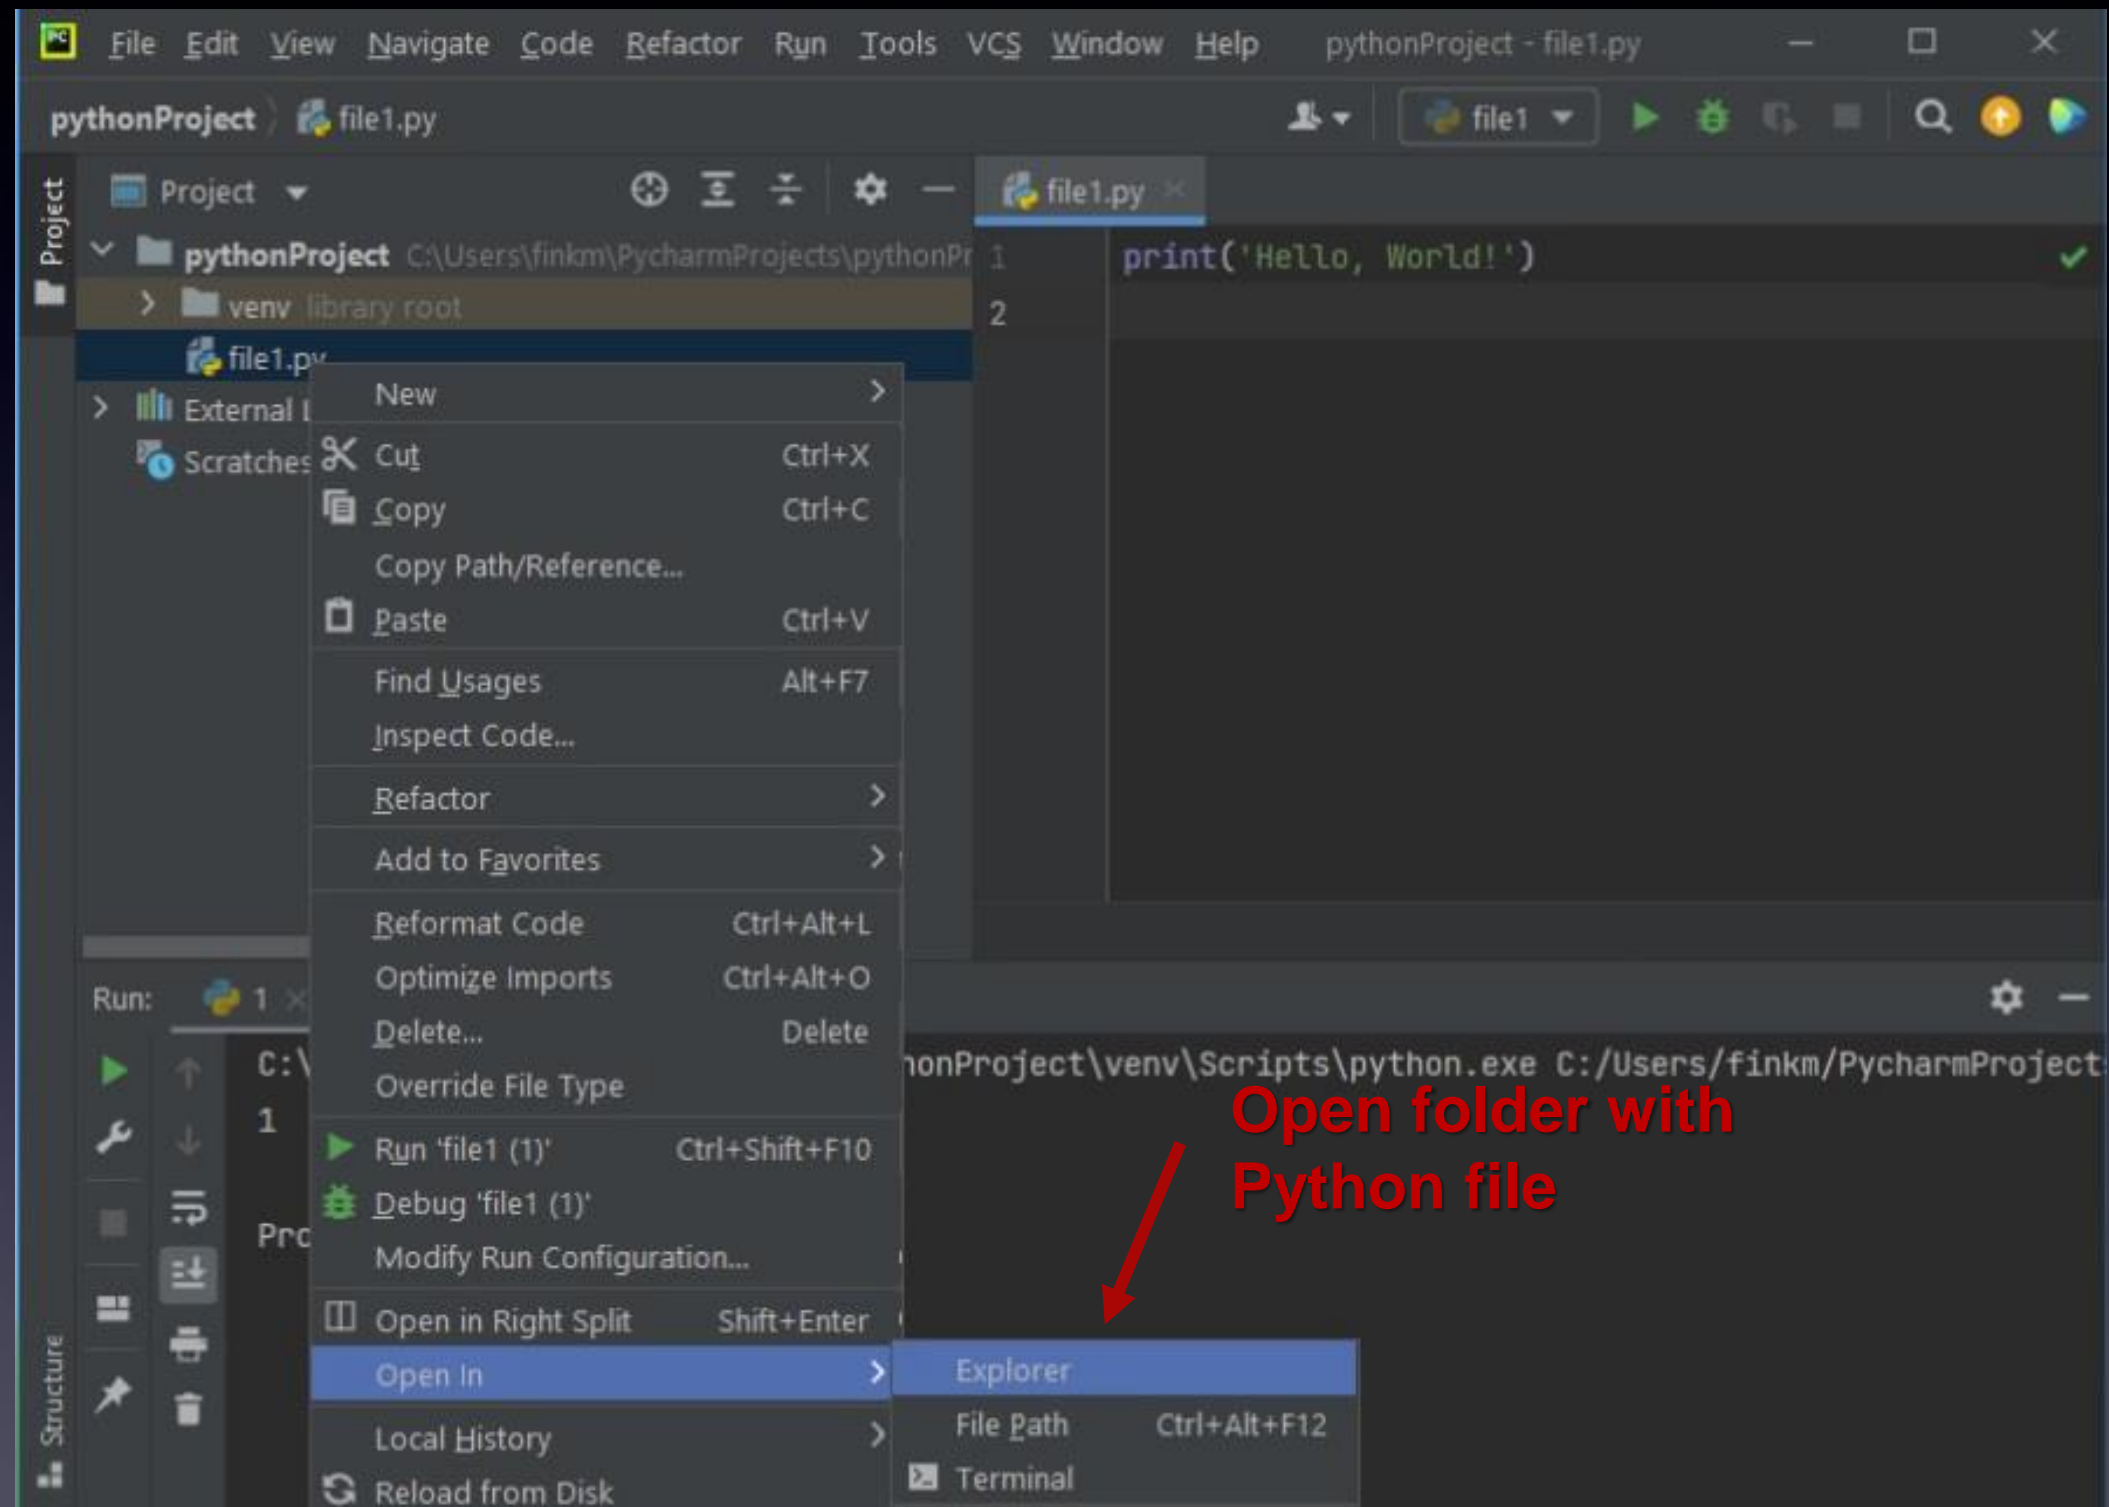 PC File Edit View Navigate Code Refactor Run Tools VCS Window Help pythonProject - file1.py
pythonProject file1.py file1
Project
Project file1.py
pythonProject C:\Users\finkm\PycharmProjects\pythonPr 1 print('Hello, World!')
venv library root 2
file1.py
External L
Scratches
New
Cut Ctrl+X
Copy Ctrl+C
Copy Path/Reference...
Paste Ctrl+V
Find Usages Alt+F7
Inspect Code...
Refactor
Add to Favorites
Reformat Code Ctrl+Alt+L
Optimize Imports Ctrl+Alt+O
Delete... Delete
Override File Type
Run 'file1 (1)' Ctrl+Shift+F10
Debug 'file1 (1)'
Modify Run Configuration...
Open in Right Split Shift+Enter
Open In
Local History
Reload from Disk
Explorer
File Path Ctrl+Alt+F12
Terminal
Run: 1
C:\ honProject\venv\Scripts\python.exe C:/Users/finkm/PycharmProject
1
Pro
Open folder with
Python file
Structure